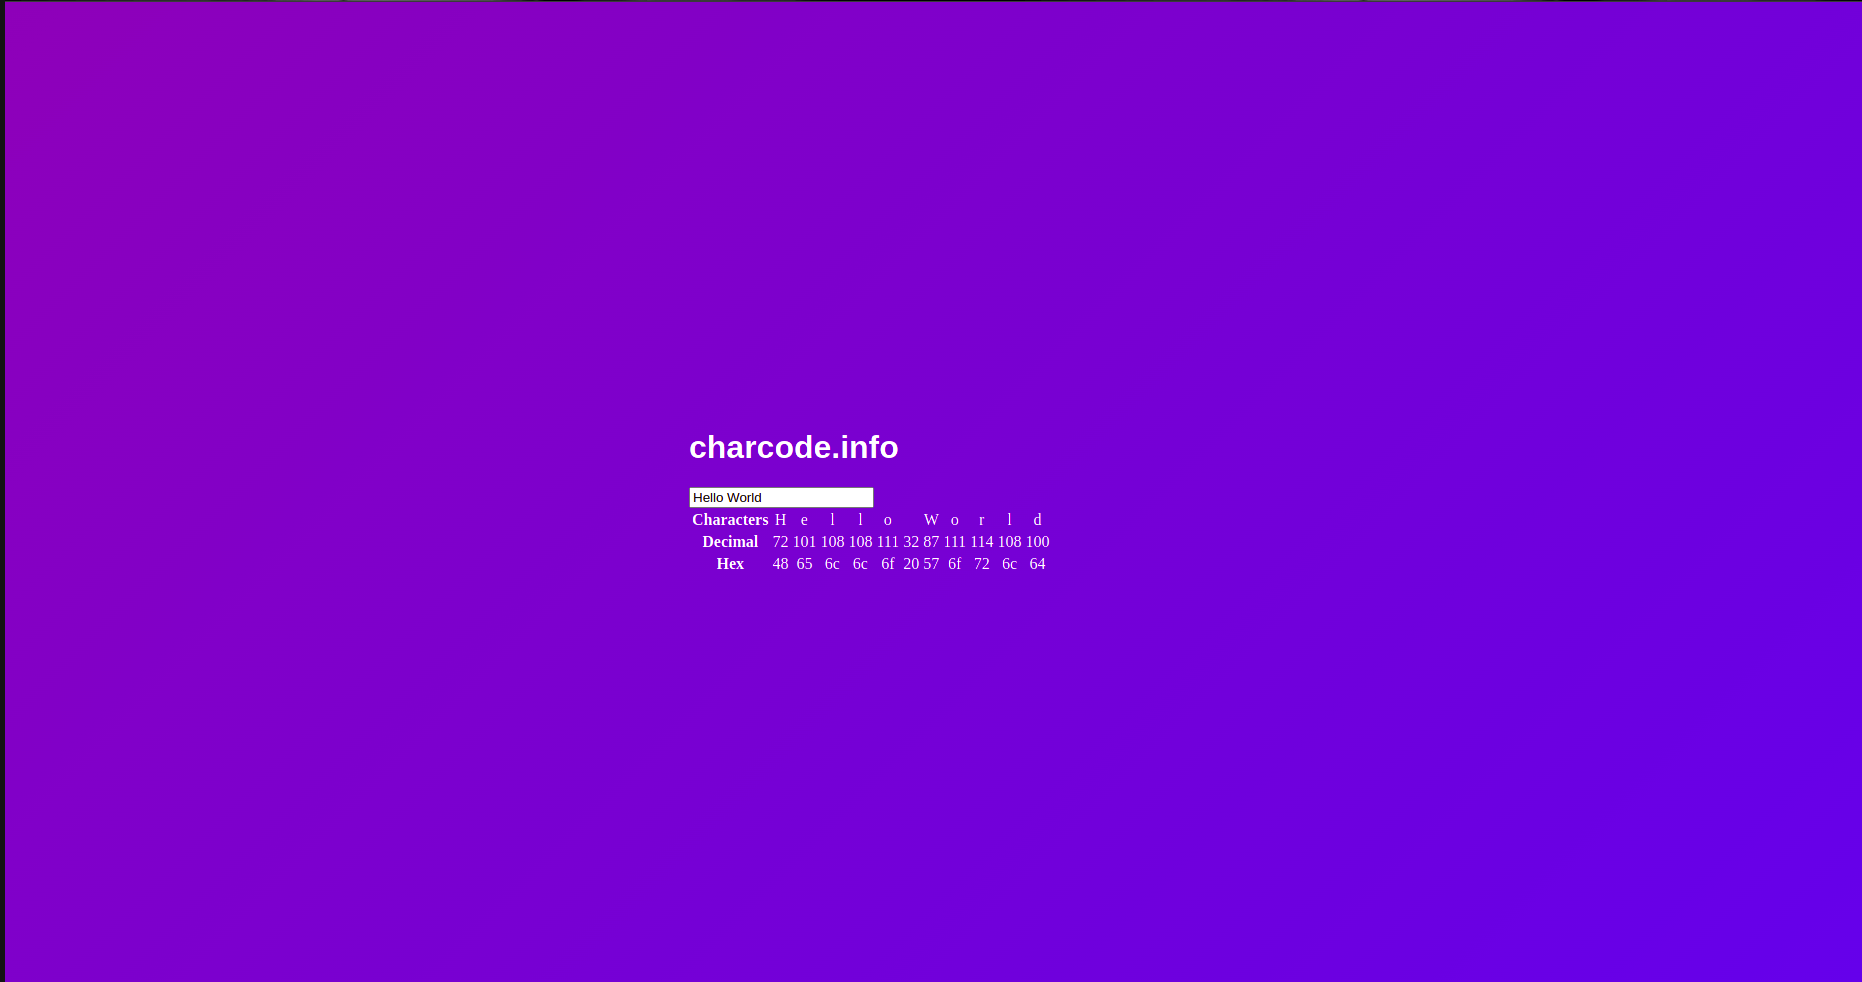 charcode.info
Hello World
Characters H e l l o W o r l d
Decimal 72 101 108 108 111 32 87 111 114 108 100
Hex 48 65 6c 6c 6f 20 57 6f 72 6c 64